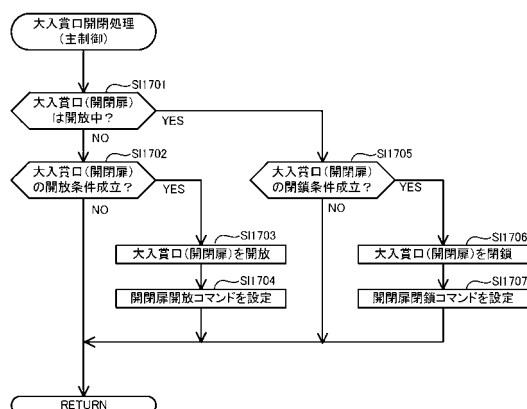 大入賞口開閉処理
(主制御)
SI1701
大入賞口(開閉扉)
は開放中?
YES
NO
SI1702
大入賞口(開閉扉)
の開放条件成立?
YES
NO
SI1705
大入賞口(開閉扉)
の閉鎖条件成立?
YES
NO
SI1703
大入賞口(開閉扉)を開放
SI1704
開閉扉開放コマンドを設定
SI1706
大入賞口(開閉扉)を閉鎖
SI1707
開閉扉閉鎖コマンドを設定
RETURN